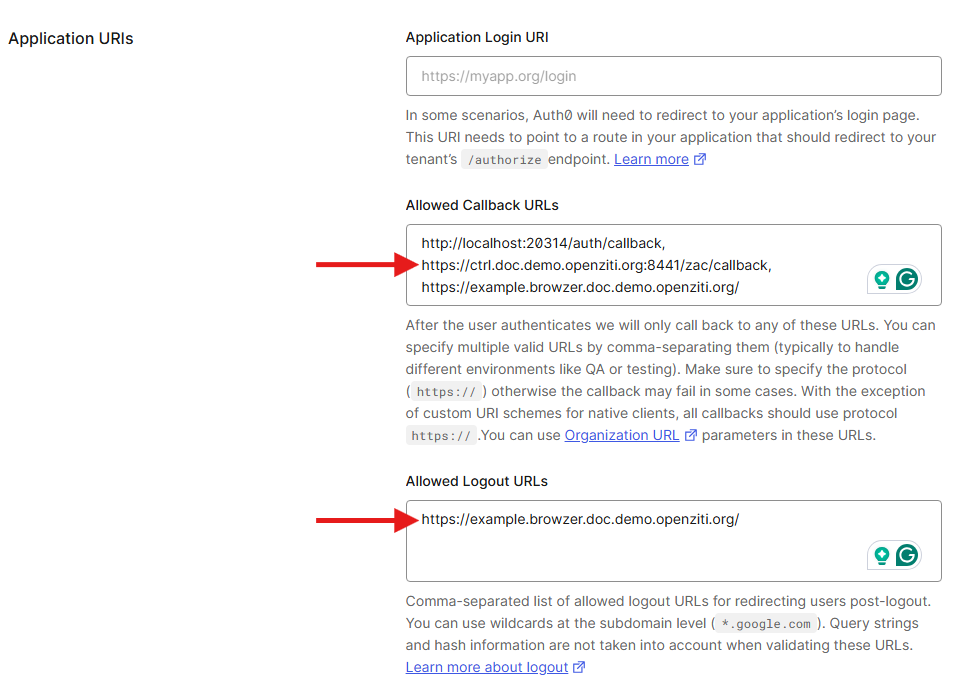 Application URIs
Application Login URI
https://myapp.org/login
In some scenarios, Auth0 will need to redirect to your application's login page.
This URI needs to point to a route in your application that should redirect to your
tenant's /authorize endpoint. Learn more
Allowed Callback URLs
http://localhost:20314/auth/callback,
https://ctrl.doc.demo.openziti.org:8441/zac/callback,
https://example.browzer.doc.demo.openziti.org/
After the user authenticates we will only call back to any of these URLs. You can
specify multiple valid URLs by comma-separating them (typically to handle
different environments like QA or testing). Make sure to specify the protocol
( https:// ) otherwise the callback may fail in some cases. With the exception
of custom URI schemes for native clients, all callbacks should use protocol
https:// .You can use Organization URL parameters in these URLs.
Allowed Logout URLs
https://example.browzer.doc.demo.openziti.org/
Comma-separated list of allowed logout URLs for redirecting users post-logout.
You can use wildcards at the subdomain level ( *.google.com ). Query strings
and hash information are not taken into account when validating these URLs.
Learn more about logout